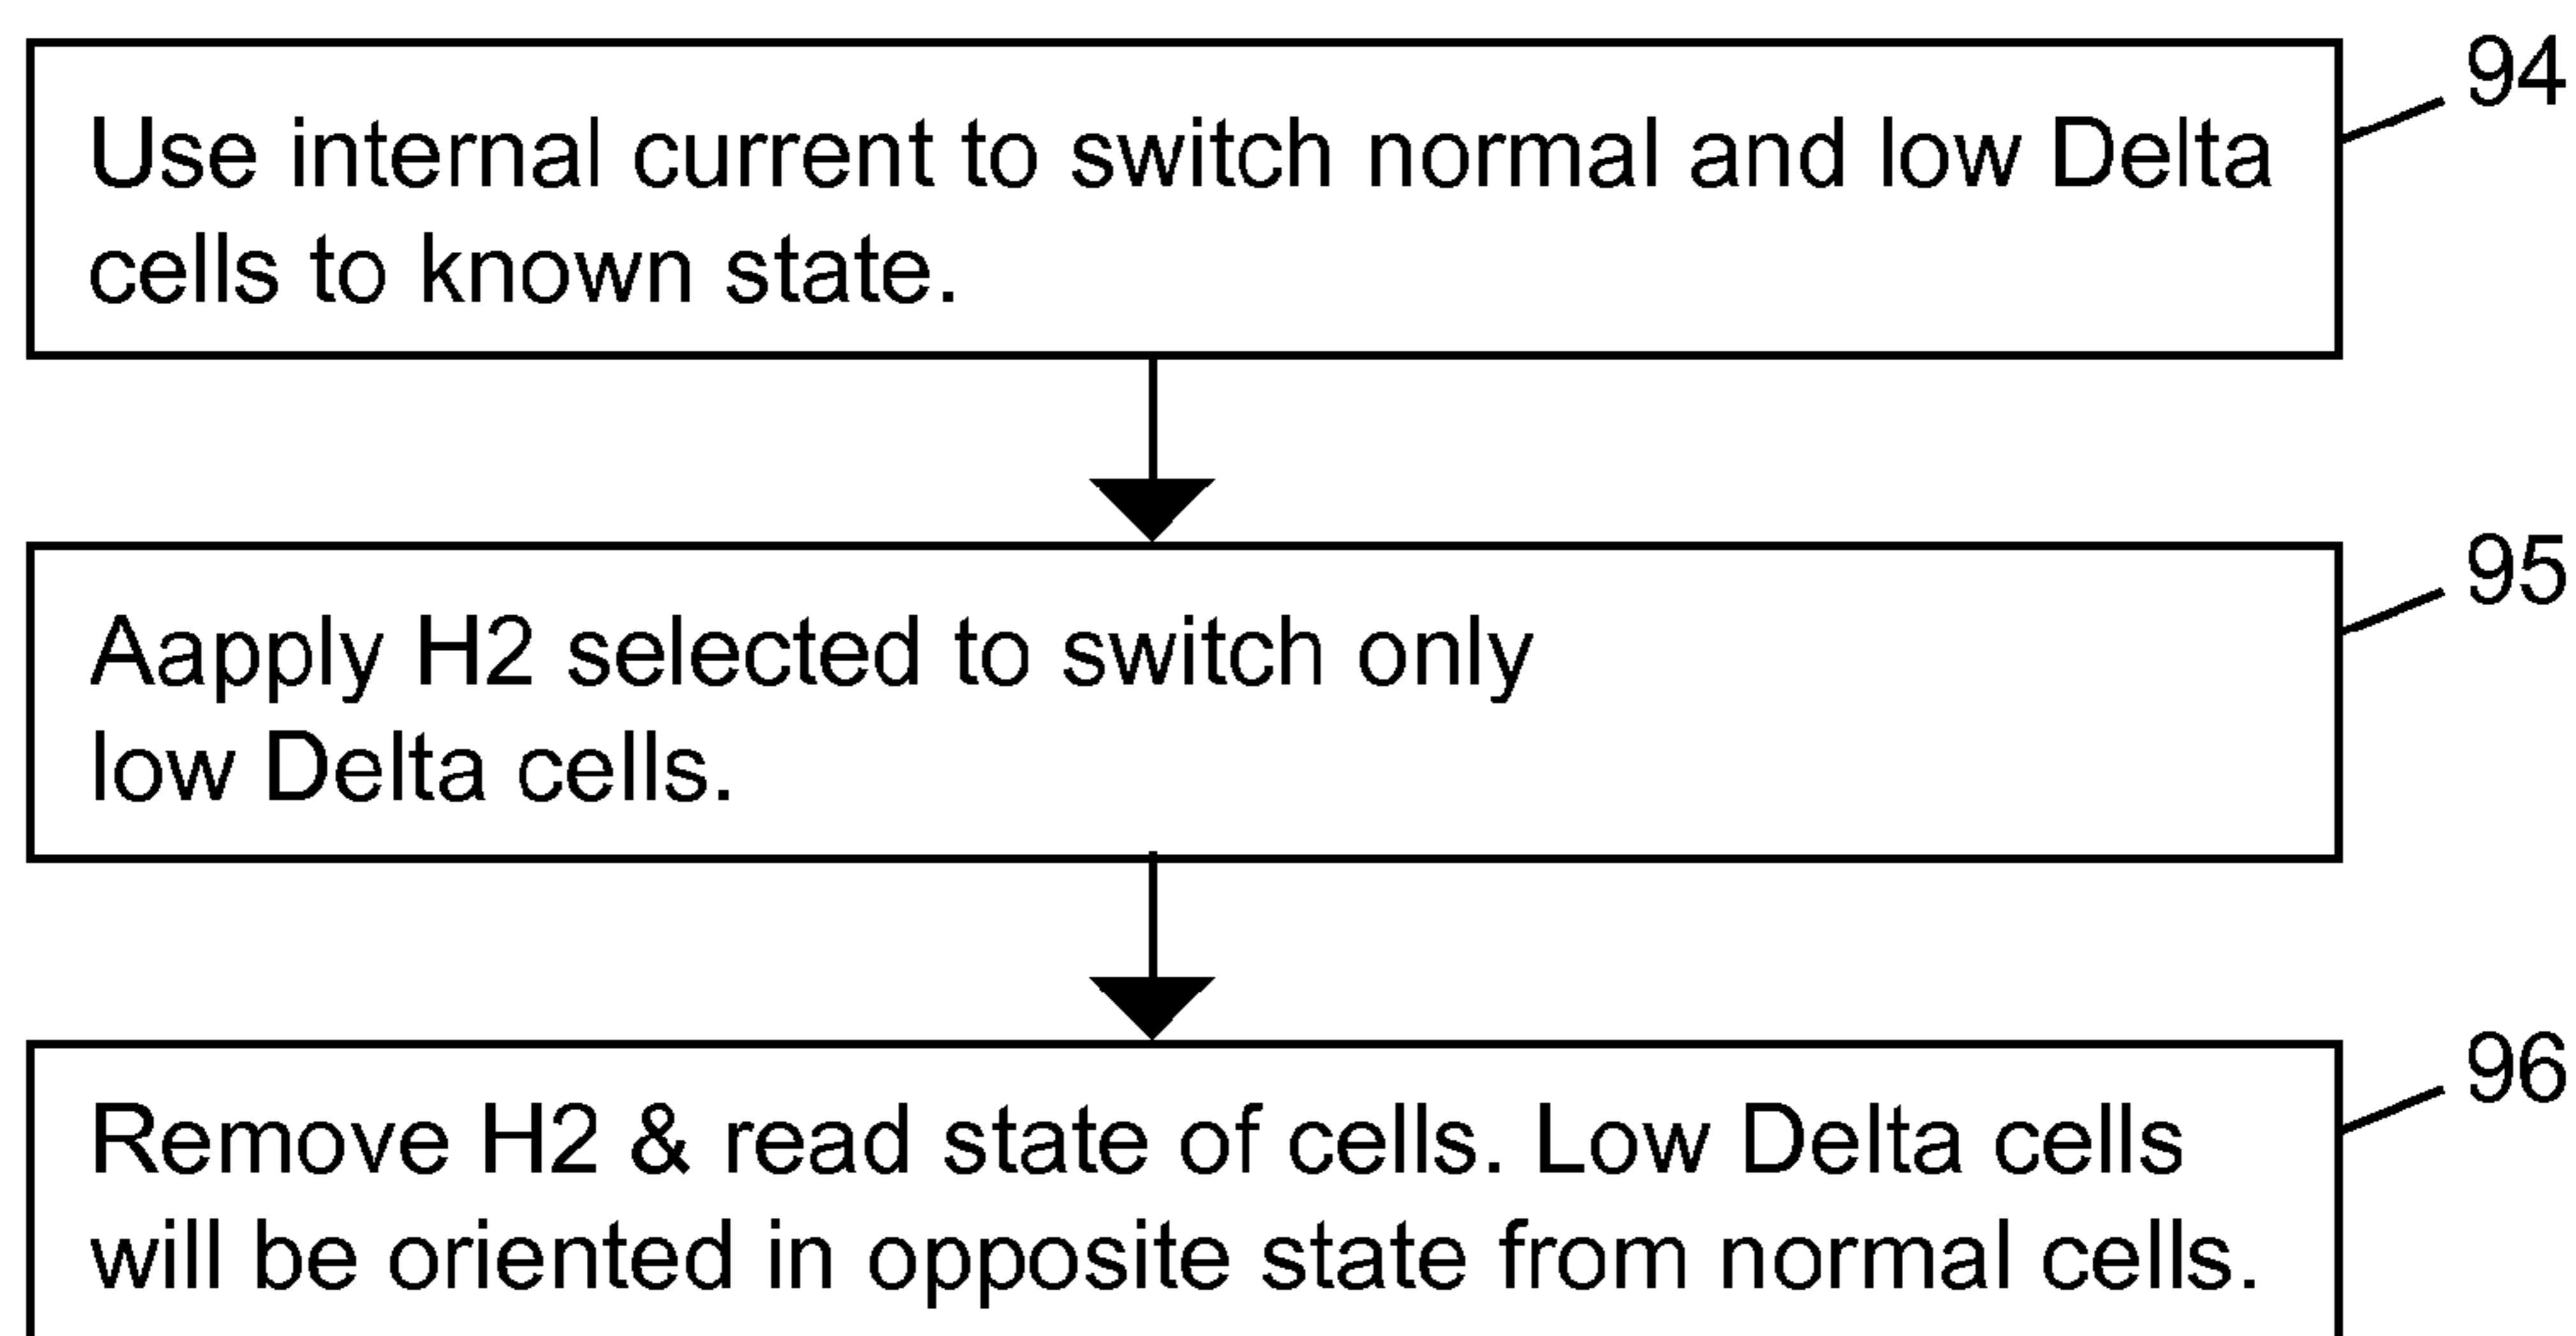 94
Use internal current to switch normal and low Delta
cells to known state.
95
Aapply H2 selected to switch only
low Delta cells.
96
Remove H2 & read state of cells. Low Delta cells
will be oriented in opposite state from normal cells.